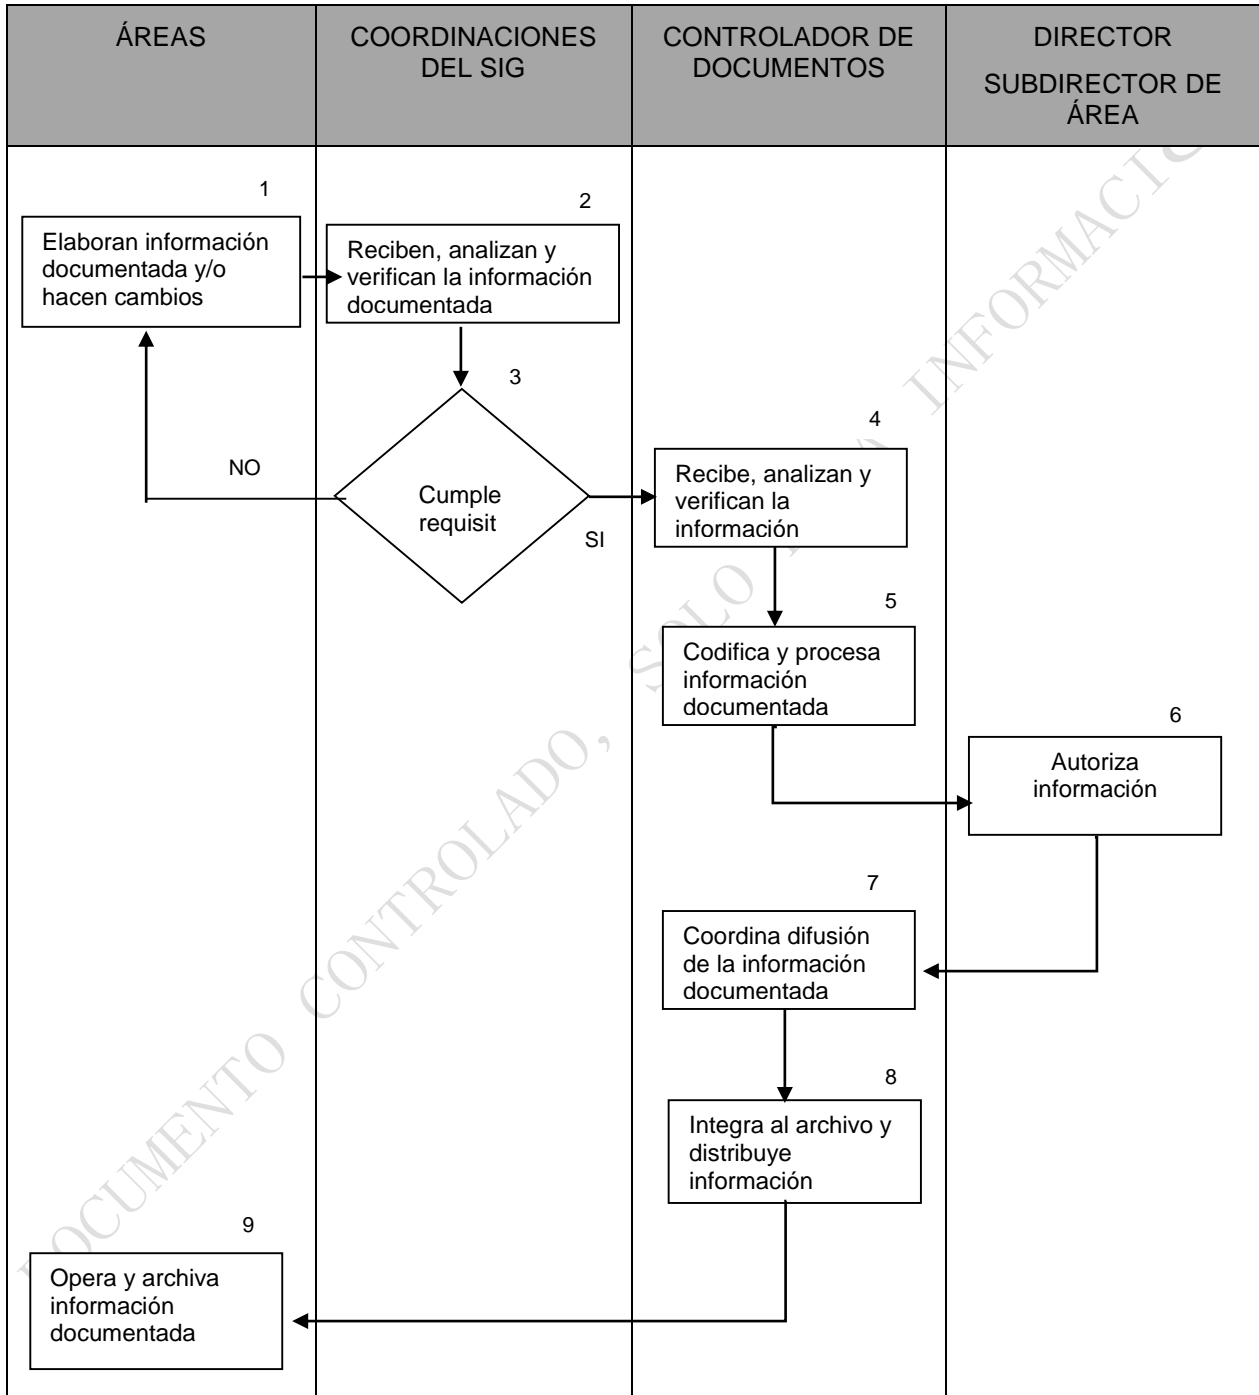 ÁREAS
COORDINACIONES
DEL SIG
CONTROLADOR DE
DOCUMENTOS
DIRECTOR
SUBDIRECTOR DE
ÁREA
1
Elaboran información
documentada y/o
hacen cambios
2
Reciben, analizan y
verifican la información
documentada
3
Cumple
requisit
NO
SI
4
Recibe, analizan y
verifican la
información
5
Codifica y procesa
información
documentada
6
Autoriza
información
7
Coordina difusión
de la información
documentada
8
Integra al archivo y
distribuye
información
9
Opera y archiva
información
documentada
DOCUMENTO CONTROLADO, SOLO